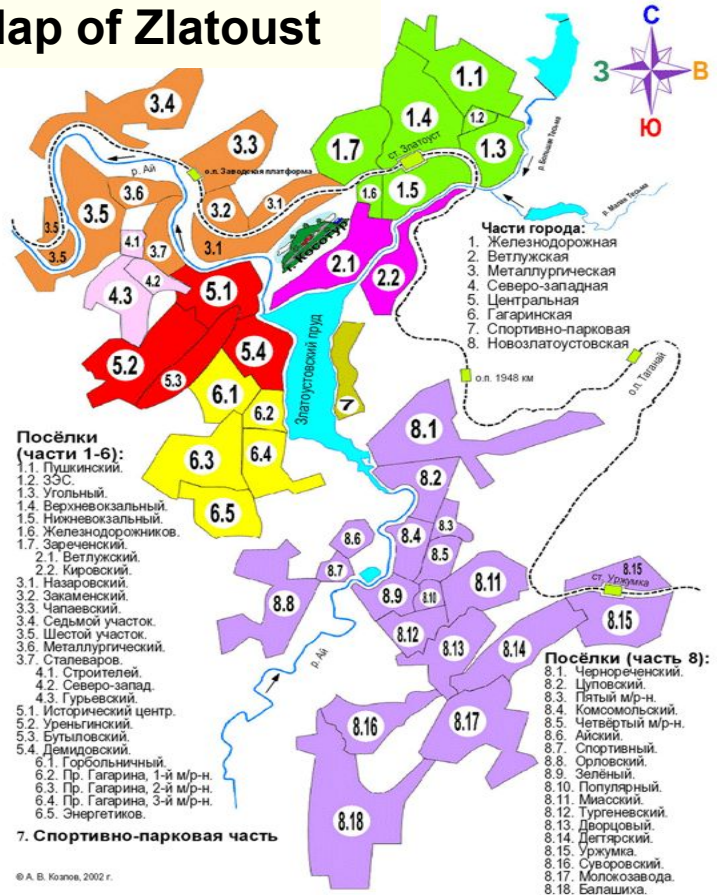 Map of Zlatoust
С
З
В
Ю
3.4
3.3
3.5
3.6
3.2
3.1
3.1
3.5
3.5
3.7
4.1
4.2
4.3
1.1
1.2
1.4
1.3
1.7
1.6
1.5
2.1
2.2
5.1
5.2
5.3
5.4
6.1
6.2
6.3
6.4
6.5
7
8.1
8.2
8.3
8.4
8.5
8.6
8.7
8.8
8.9
8.10
8.11
8.12
8.13
8.14
8.15
8.15
8.16
8.17
8.18
р. Ай
о.п. Заводская платформа
ст. Златоуст
р. Большая Тесьма
р. Малая Тесьма
г. Косотур
Златоустовский пруд
о.п. 1948 км
о.п. Таганай
ст. Уржумка
р. Ай
Части города:
1. Железнодорожная
2. Ветлужская
3. Металлургическая
4. Северо-западная
5. Центральная
6. Гагаринская
7. Спортивно-парковая
8. Новозлатоустовская
Посёлки
(части 1-6):
1.1. Пушкинский.
1.2. ЗЭС.
1.3. Угольный.
1.4. Верхневокзальный.
1.5. Нижневокзальный.
1.6. Железнодорожников.
1.7. Зареченский.
2.1. Ветлужский.
2.2. Кировский.
3.1. Назаровский.
3.2. Закаменский.
3.3. Чапаевский.
3.4. Седьмой участок.
3.5. Шестой участок.
3.6. Металлургический.
3.7. Сталеваров.
4.1. Строителей.
4.2. Северо-запад.
4.3. Гурьевский.
5.1. Исторический центр.
5.2. Уреньгинский.
5.3. Бутыловский.
5.4. Демидовский.
6.1. Горбольничный.
6.2. Пр. Гагарина, 1-й м/р-н.
6.3. Пр. Гагарина, 2-й м/р-н.
6.4. Пр. Гагарина, 3-й м/р-н.
6.5. Энергетиков.
7. Спортивно-парковая часть
Посёлки (часть 8):
8.1. Чернореченский.
8.2. Цуповский.
8.3. Пятый м/р-н.
8.4. Комсомольский.
8.5. Четвёртый м/р-н.
8.6. Айский.
8.7. Спортивный.
8.8. Орловский.
8.9. Зелёный.
8.10. Популярный.
8.11. Миасский.
8.12. Тургеневский.
8.13. Дворцовый.
8.14. Дегтярский.
8.15. Уржумка.
8.16. Суворовский.
8.17. Молокозавода.
8.18. Балашиха.
© А. В. Козлов, 2002 г.